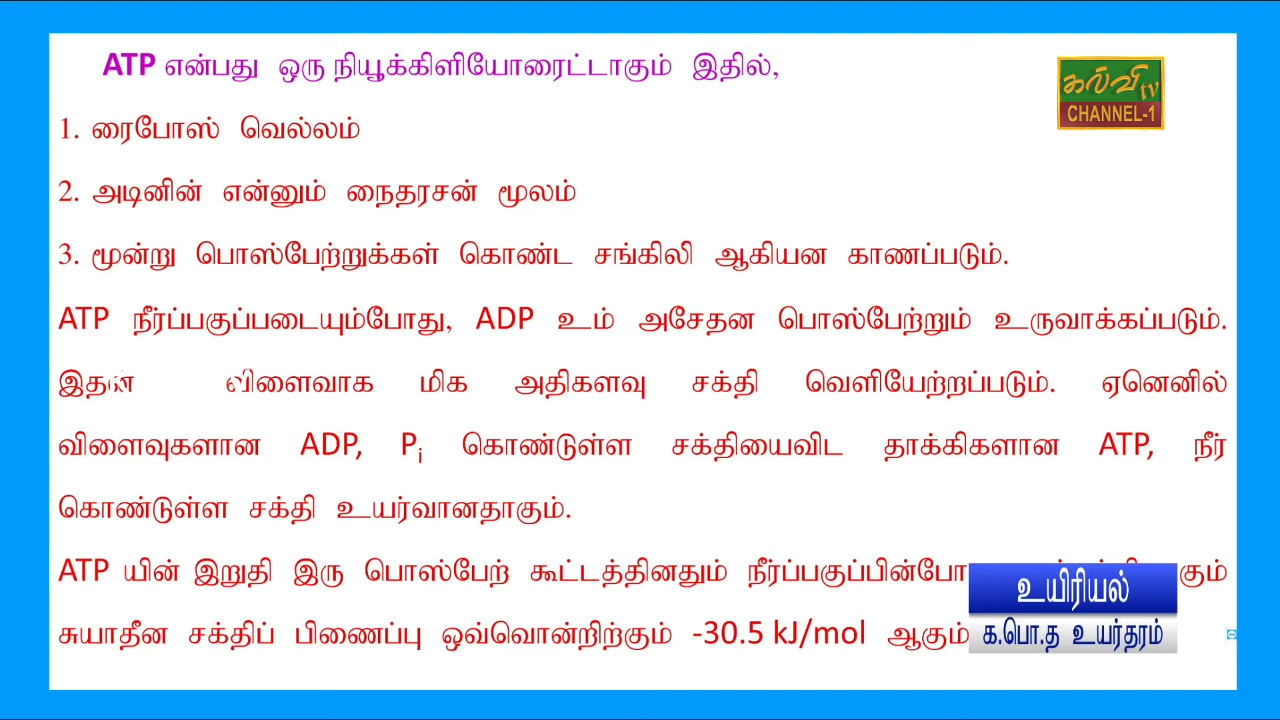 ATP என்பது ஒரு நியூக்கிளியோரைட்டாகும் இதில்,
கல்வி tv
CHANNEL-1
1. ரைபோஸ் வெல்லம்
2. அடினின் என்னும் நைதரசன் மூலம்
3. மூன்று பொஸ்பேற்றுக்கள் கொண்ட சங்கிலி ஆகியன காணப்படும்.
ATP நீர்ப்பகுப்படையும்போது, ADP உம் அசேதன பொஸ்பேற்றும் உருவாக்கப்படும்.
இதன் விளைவாக மிக அதிகளவு சக்தி வெளியேற்றப்படும். ஏனெனில்
விளைவுகளான ADP, Pi கொண்டுள்ள சக்தியைவிட தாக்கிகளான ATP, நீர்
கொண்டுள்ள சக்தி உயர்வானதாகும்.
ATP யின் இறுதி இரு பொஸ்பேற் கூட்டத்தினதும்
சுயாதீன சக்திப் பிணைப்பு ஒவ்வொன்றிற்கும் -30.5 kJ/mol ஆகும்
உயிரியல்
க.பொ.த உயர்தரம்